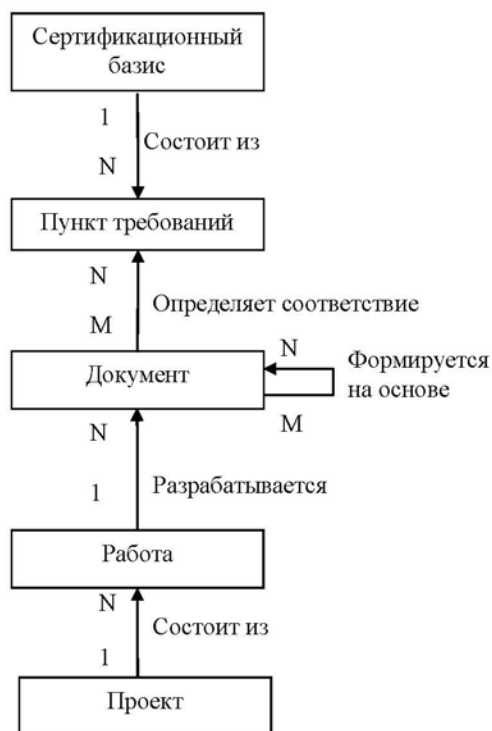 Сертификационный
базис
1
Состоит из
N
Пункт требований
N
Определяет соответствие
M
Документ
N
Формируется
на основе
M
N
Разрабатывается
1
Работа
N
Состоит из
1
Проект